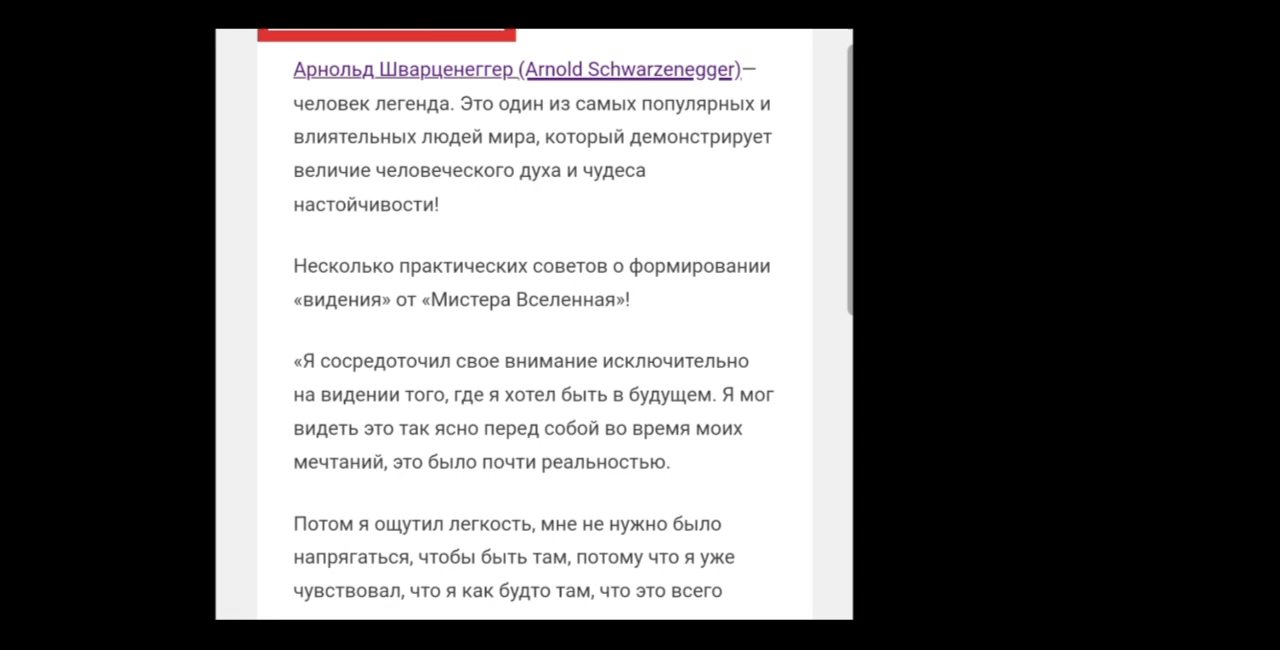 Арнольд Шварценеггер (Arnold Schwarzenegger)—
человек легенда. Это один из самых популярных и
влиятельных людей мира, который демонстрирует
величие человеческого духа и чудеса
настойчивости!
Несколько практических советов о формировании
«видения» от «Мистера Вселенная»!
«Я сосредоточил свое внимание исключительно
на видении того, где я хотел быть в будущем. Я мог
видеть это так ясно перед собой во время моих
мечтаний, это было почти реальностью.
Потом я ощутил легкость, мне не нужно было
напрягаться, чтобы быть там, потому что я уже
чувствовал, что я как будто там, что это всего